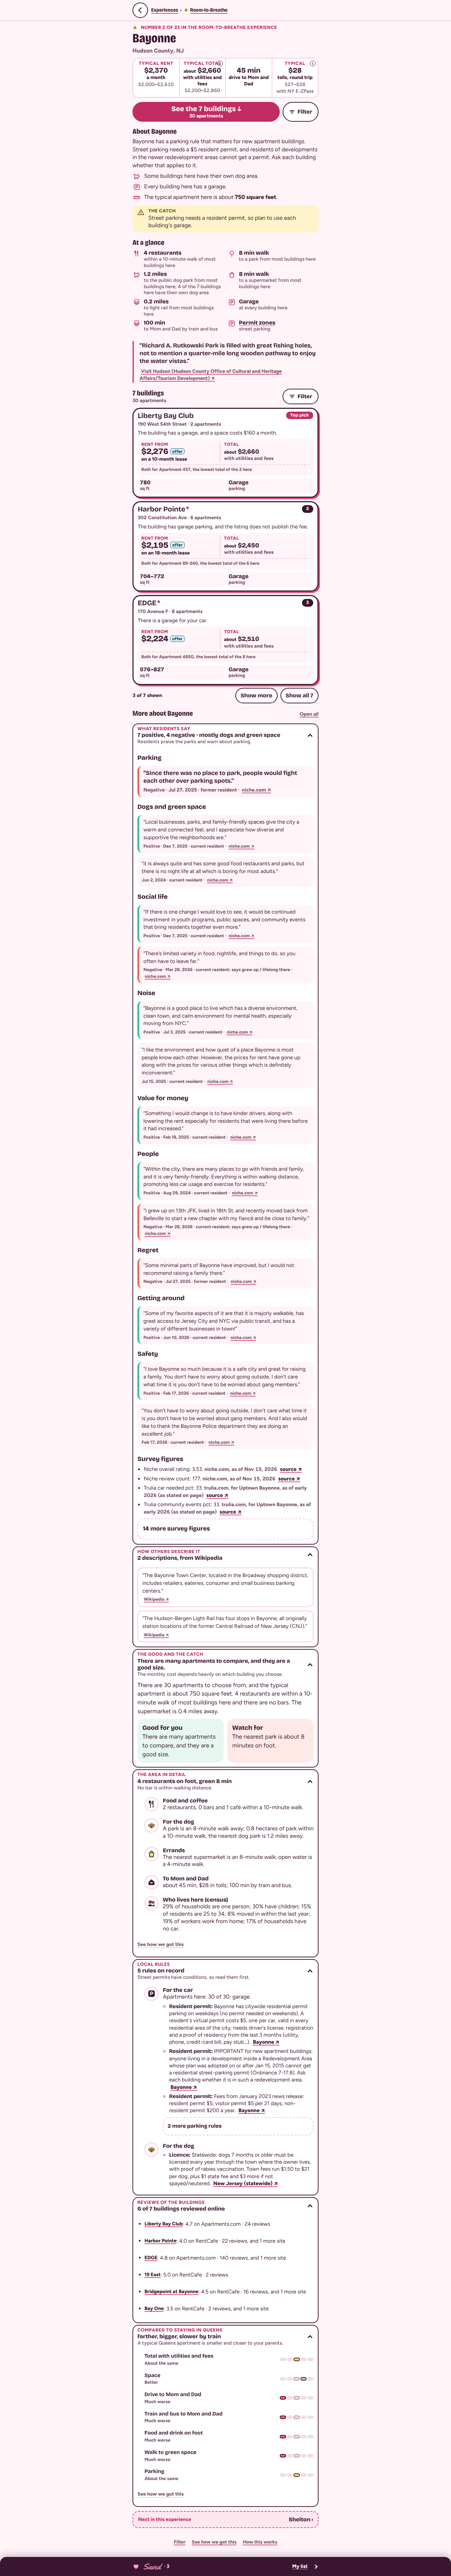 Experiences › Room-to-Breathe
NUMBER 2 OF 23 IN THE ROOM-TO-BREATHE EXPERIENCE
Bayonne
Hudson County, NJ
TYPICAL RENT
$2,370
a month
$2,000–$2,610
TYPICAL TOTAL
about $2,660
with utilities and
fees
$2,200–$2,860
45 min
drive to Mom and
Dad
TYPICAL
$28
tolls, round trip
$27–$28
with NY E-ZPass
See the 7 buildings ↓
30 apartments
Filter
About Bayonne
Bayonne has a parking rule that matters for newer apartment buildings.
Street parking needs a $5 resident permit, and residents of developments
in the newer redevelopment areas cannot get a permit. Ask each building
whether that applies to it.
Some buildings here have their own dog area.
Every building here has a garage.
The typical apartment here is about 750 square feet.
THE CATCH
Street parking needs a resident permit, so plan to use each
building's garage.
At a glance
4 restaurants
within a 10-minute walk of most
buildings here
8 min walk
to a park from most buildings here
1.2 miles
to the public dog park from most
buildings here; 4 of the 7 buildings
here have their own dog area
8 min walk
to a supermarket from most
buildings here
0.2 miles
to light rail from most buildings
here
Garage
at every building here
100 min
to Mom and Dad by train and bus
Permit zones
street parking
"Richard A. Rutkowski Park is filled with great fishing holes,
not to mention a quarter-mile long wooden pathway to enjoy
the water vistas."
Visit Hudson (Hudson County Office of Cultural and Heritage
Affairs/Tourism Development) ↗
7 buildings
30 apartments
Filter
Liberty Bay Club
Top pick
190 West 54th Street · 2 apartments
The building has a garage, and a space costs $160 a month.
RENT FROM
$2,276 offer
on a 10-month lease
TOTAL
about $2,660
with utilities and fees
Both for Apartment 457, the lowest total of the 2 here
780
sq ft
Garage
parking
Harbor Pointe*
2
302 Constitution Ave · 6 apartments
The building has garage parking, and the listing does not publish the fee.
RENT FROM
$2,195 offer
on an 18-month lease
TOTAL
about $2,450
with utilities and fees
Both for Apartment 89-240, the lowest total of the 6 here
704–772
sq ft
Garage
parking
EDGE*
3
170 Avenue F · 8 apartments
There is a garage for your car.
RENT FROM
$2,224 offer
TOTAL
about $2,510
with utilities and fees
Both for Apartment 485G, the lowest total of the 8 here
576–827
sq ft
Garage
parking
3 of 7 shown
Show more
Show all 7
More about Bayonne
Open all
WHAT RESIDENTS SAY
7 positive, 4 negative · mostly dogs and green space
Residents praise the parks and warn about parking.
Parking
"Since there was no place to park, people would fight
each other over parking spots."
Negative · Jul 27, 2025 · former resident · niche.com ↗
Dogs and green space
"Local businesses, parks, and family-friendly spaces give the city a
warm and connected feel, and I appreciate how diverse and
supportive the neighborhoods are."
Positive · Dec 7, 2025 · current resident · niche.com ↗
"It is always quite and has some good food restaurants and parks, but
there is no night life at all which is boring for most adults."
Jun 2, 2024 · current resident · niche.com ↗
Social life
"If there is one change I would love to see, it would be continued
investment in youth programs, public spaces, and community events
that bring residents together even more."
Positive · Dec 7, 2025 · current resident · niche.com ↗
"There's limited variety in food, nightlife, and things to do, so you
often have to leave far."
Negative · Mar 28, 2026 · current resident; says grew up / lifelong there ·
niche.com ↗
Noise
"Bayonne is a good place to live which has a diverse environment,
clean town, and calm environment for mental health, especially
moving from NYC."
Positive · Jul 3, 2025 · current resident · niche.com ↗
"I like the environment and how quiet of a place Bayonne is most
people know each other. However, the prices for rent have gone up
along with the prices for various other things which is definitely
inconvenient."
Jul 15, 2025 · current resident · niche.com ↗
Value for money
"Something I would change is to have kinder drivers, along with
lowering the rent especially for residents that were living there before
it had increased."
Positive · Feb 18, 2025 · current resident · niche.com ↗
People
"Within the city, there are many places to go with friends and family,
and it is very family-friendly. Everything is within walking distance,
promoting less car usage and exercise for residents."
Positive · Aug 29, 2024 · current resident · niche.com ↗
"I grew up on 13th JFK, lived in 18th St, and recently moved back from
Belleville to start a new chapter with my fiancé and be close to family."
Negative · Mar 28, 2026 · current resident; says grew up / lifelong there ·
niche.com ↗
Regret
"Some minimal parts of Bayonne have improved, but I would not
recommend raising a family there."
Negative · Jul 27, 2025 · former resident · niche.com ↗
Getting around
"Some of my favorite aspects of it are that it is majorly walkable, has
great access to Jersey City and NYC via public transit, and has a
variety of different businesses in town!"
Positive · Jun 10, 2026 · current resident · niche.com ↗
Safety
"I love Bayonne so much because it is a safe city and great for raising
a family. You don't have to worry about going outside, I don't care
what time it is you don't have to be worried about gang members."
Positive · Feb 17, 2026 · current resident · niche.com ↗
"You don't have to worry about going outside, I don't care what time it
is you don't have to be worried about gang members. And I also would
like to thank the Bayonne Police department they are doing an
excellent job."
Feb 17, 2026 · current resident · niche.com ↗
Survey figures
Niche overall rating: 3.53. niche.com, as of Nov 15, 2026 source ↗
Niche review count: 177. niche.com, as of Nov 15, 2026 source ↗
Trulia car needed pct: 33. trulia.com, for Uptown Bayonne, as of early
2026 (as stated on page) source ↗
Trulia community events pct: 33. trulia.com, for Uptown Bayonne, as of
early 2026 (as stated on page) source ↗
14 more survey figures
HOW OTHERS DESCRIBE IT
2 descriptions, from Wikipedia
"The Bayonne Town Center, located in the Broadway shopping district,
includes retailers, eateries, consumer and small business banking
centers."
Wikipedia ↗
"The Hudson-Bergen Light Rail has four stops in Bayonne, all originally
station locations of the former Central Railroad of New Jersey (CNJ)."
Wikipedia ↗
THE GOOD AND THE CATCH
There are many apartments to compare, and they are a
good size.
The monthly cost depends heavily on which building you choose.
There are 30 apartments to choose from, and the typical
apartment is about 750 square feet. 4 restaurants are within a 10-
minute walk of most buildings here and there are no bars. The
supermarket is 0.4 miles away.
Good for you
There are many apartments
to compare, and they are a
good size.
Watch for
The nearest park is about 8
minutes on foot.
THE AREA IN DETAIL
4 restaurants on foot, green 8 min
No bar is within walking distance.
Food and coffee
2 restaurants, 0 bars and 1 café within a 10-minute walk.
For the dog
A park is an 8-minute walk away; 0.8 hectares of park within
a 10-minute walk; the nearest dog park is 1.2 miles away.
Errands
The nearest supermarket is an 8-minute walk; open water is
a 4-minute walk.
To Mom and Dad
about 45 min, $28 in tolls; 100 min by train and bus.
Who lives here (census)
29% of households are one person; 30% have children; 15%
of residents are 25 to 34; 8% moved in within the last year;
19% of workers work from home; 17% of households have
no car.
See how we got this
LOCAL RULES
5 rules on record
Street permits have conditions, so read them first.
For the car
Apartments here: 30 of 30: garage.
Resident permit: Bayonne has citywide residential permit
parking on weekdays (no permit needed on weekends). A
resident's virtual permit costs $5, one per car, valid in every
residential area of the city; needs driver's license, registration
and a proof of residency from the last 3 months (utility,
phone, credit-card bill, pay stub...). Bayonne ↗
Resident permit: IMPORTANT for new apartment buildings:
anyone living in a development inside a Redevelopment Area
whose plan was adopted on or after Jan 15, 2015 cannot get
a residential street-parking permit (Ordinance 7-17.8). Ask
each building whether it is in such a redevelopment area.
Bayonne ↗
Resident permit: Fees from January 2023 news release:
resident permit $5; visitor permit $5 per 21 days; non-
resident permit $200 a year. Bayonne ↗
2 more parking rules
For the dog
Licence: Statewide: dogs 7 months or older must be
licensed every year through the town where the owner lives,
with proof of rabies vaccination. Town fees run $1.50 to $21
per dog, plus $1 state fee and $3 more if not
spayed/neutered. New Jersey (statewide) ↗
REVIEWS OF THE BUILDINGS
6 of 7 buildings reviewed online
Liberty Bay Club: 4.7 on Apartments.com · 24 reviews
Harbor Pointe: 4.0 on RentCafe · 22 reviews, and 1 more site
EDGE: 4.8 on Apartments.com · 140 reviews, and 1 more site
19 East: 5.0 on RentCafe · 2 reviews
Bridgepoint at Bayonne: 4.5 on RentCafe · 16 reviews, and 1 more site
Bay One: 3.5 on RentCafe · 2 reviews, and 1 more site
COMPARED TO STAYING IN QUEENS
farther, bigger, slower by train
A typical Queens apartment is smaller and closer to your parents.
Total with utilities and fees
About the same
Space
Better
Drive to Mom and Dad
Much worse
Train and bus to Mom and Dad
Much worse
Food and drink on foot
Much worse
Walk to green space
Much worse
Parking
About the same
See how we got this
Next in this experience
Shelton ›
Filter
See how we got this
How this works
Saved · 3
My list